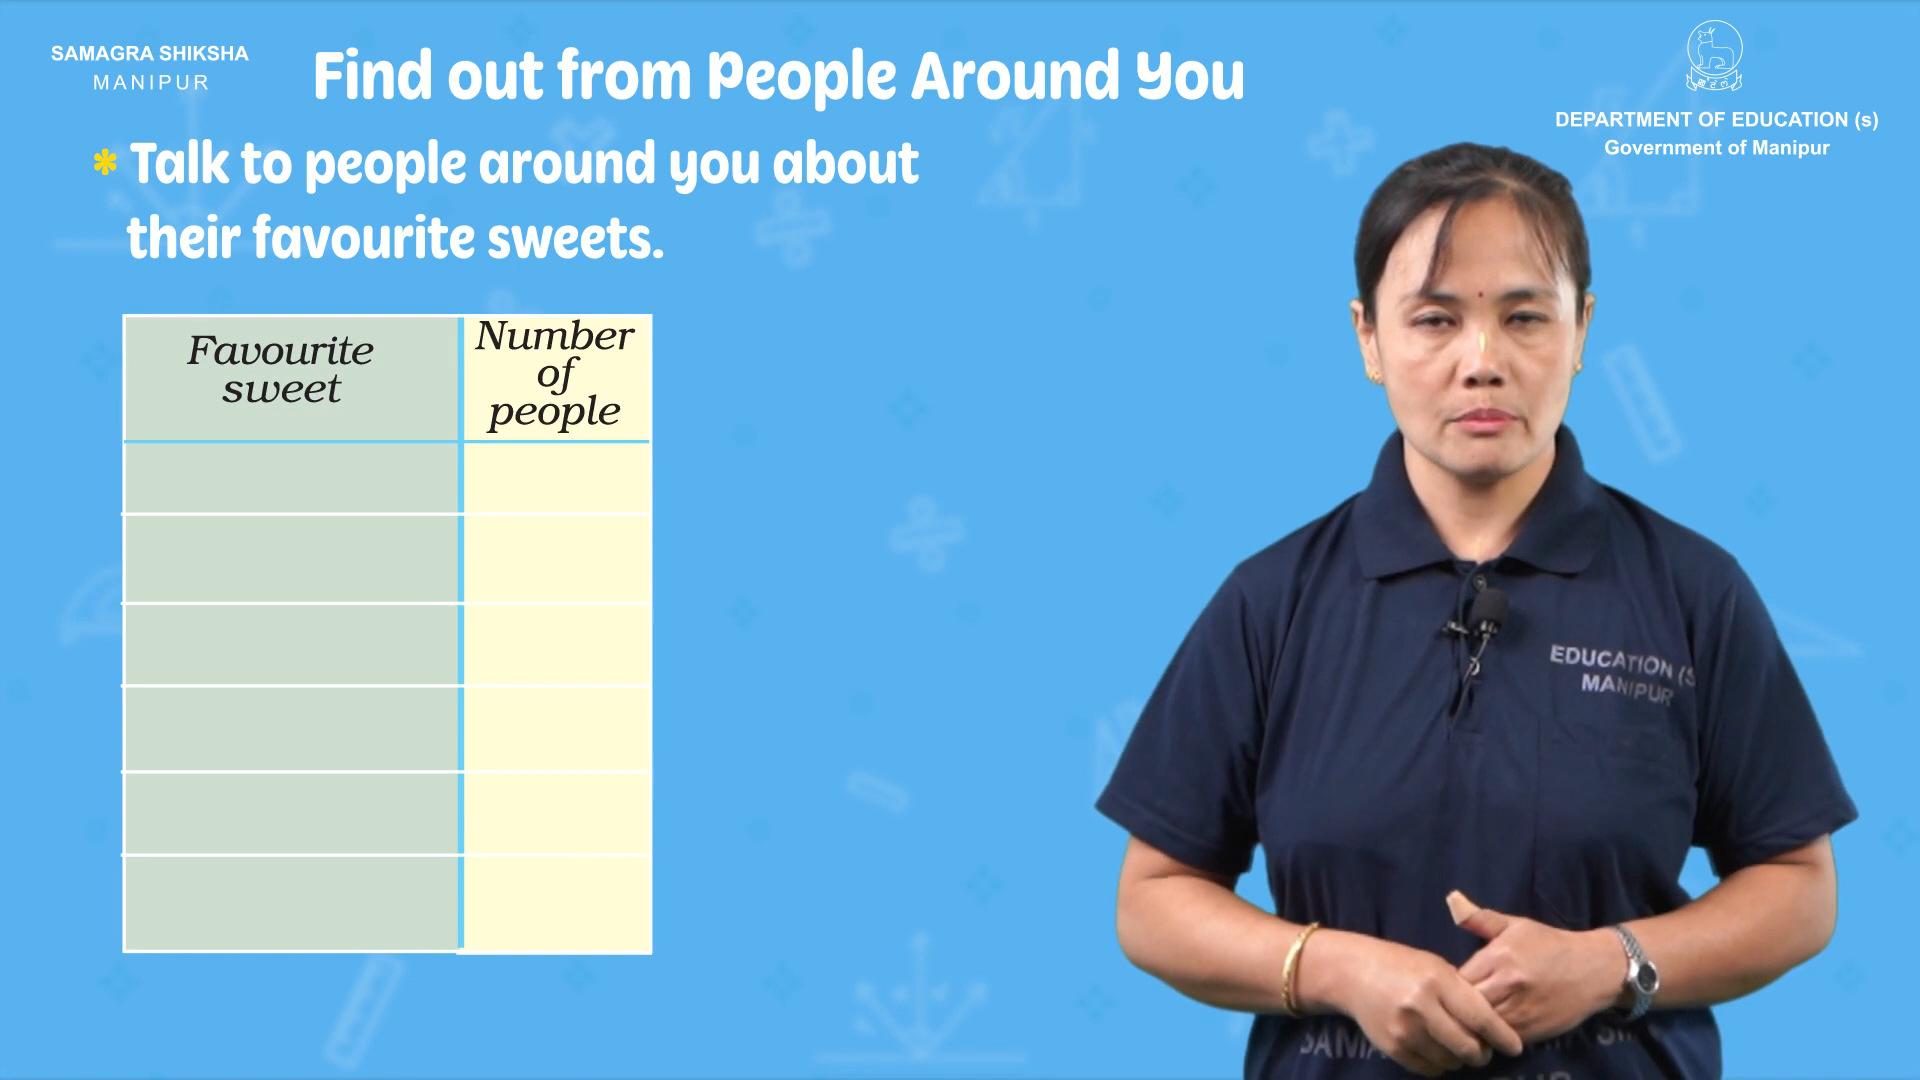 SAMAGRA SHIKSHA
MANIPUR
Find out from People Around You
DEPARTMENT OF EDUCATION (s)
Government of Manipur
* Talk to people around you about
their favourite sweets.
Favourite
sweet
Number
of
people
EDUCATION (S
MANIPUR